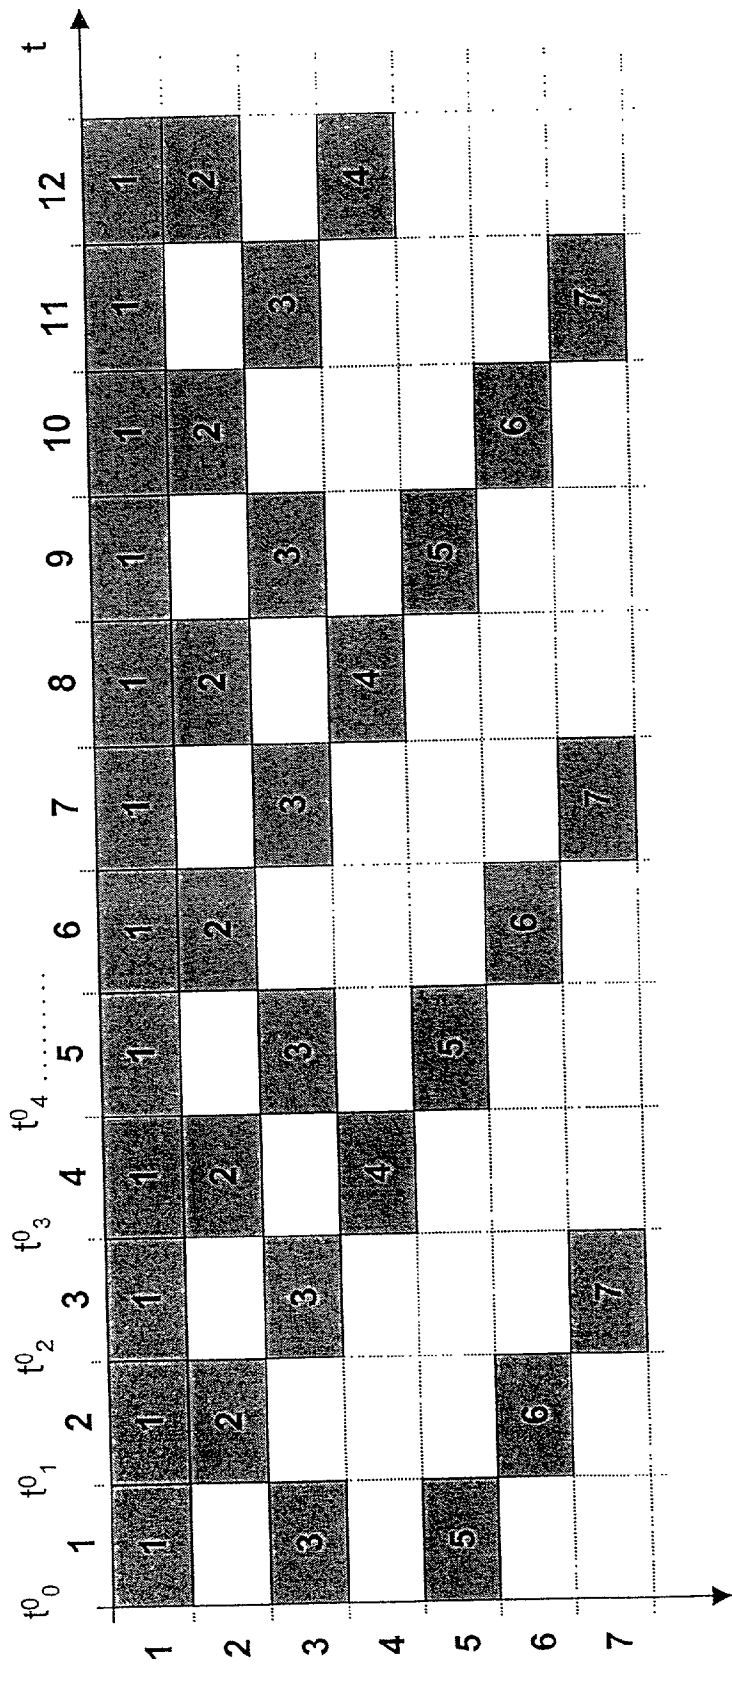 t⁰₀ t⁰₁ t⁰₂ t⁰₃ t⁰₄ ......... t
1 2 3 4 5 6 7 8 9 10 11 12
1 1 1 1 1 1 1 1 1 1 1 1 1
2 2 2 2 2 2 2
3 3 3 3 3 3 3
4 4 4 4
5 5 5 5
6 6 6 6
7 7 7 7